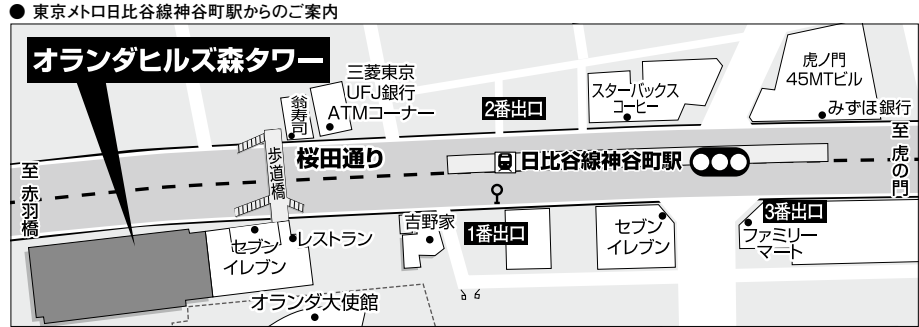 ● 東京メトロ日比谷線神谷町駅からのご案内
オランダヒルズ森タワー
三菱東京
UFJ銀行
ATMコーナー
翁寿司
2番出口
スターバックス
コーヒー
虎ノ門
45MTビル
みずほ銀行
至 虎の門
至 赤羽橋
歩道橋
桜田通り
日比谷線神谷町駅
吉野家
1番出口
セブン
イレブン
3番出口
ファミリー
マート
セブン
イレブン
レストラン
オランダ大使館